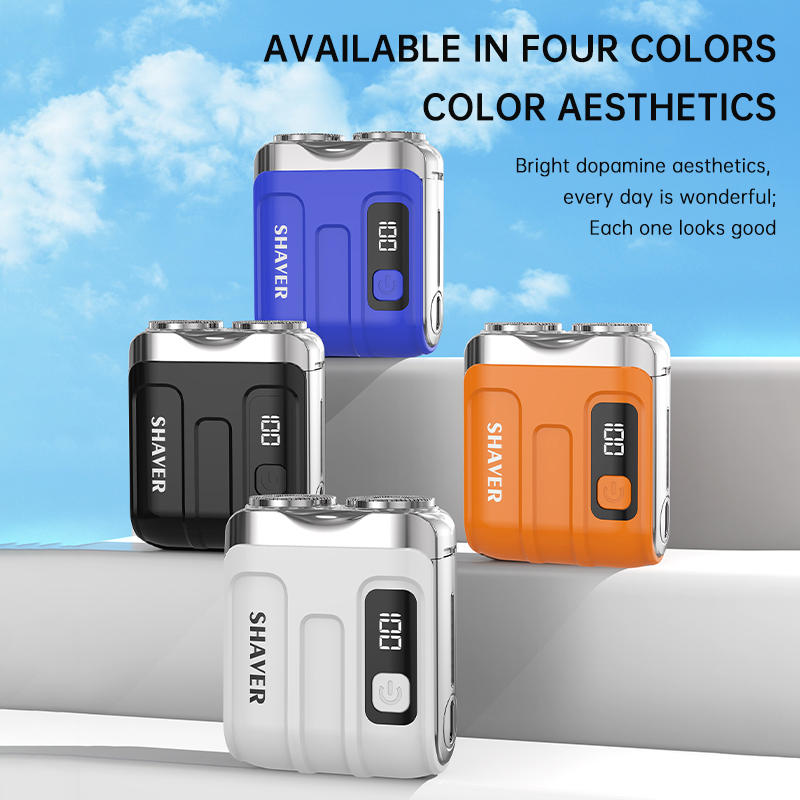 AVAILABLE IN FOUR COLORS
COLOR AESTHETICS
Bright dopamine aesthetics,
every day is wonderful;
Each one looks good
SHAVER
100
SHAVER
100
SHAVER
100
SHAVER
100